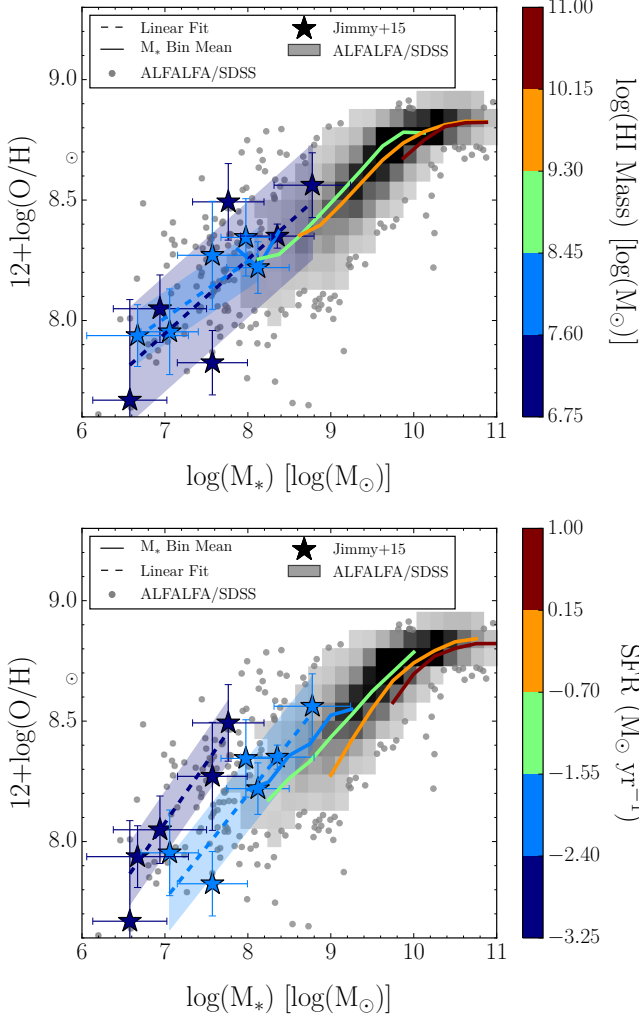 Linear Fit
M* Bin Mean
ALFALFA/SDSS
Jimmy+15
ALFALFA/SDSS
9.0
8.5
8.0
12+log(O/H)⊙
6 7 8 9 10 11
log(M*) [log(M⊙)]
11.00
10.15
9.30
8.45
7.60
6.75
log(HI Mass) [log(M⊙)]
M* Bin Mean
Linear Fit
ALFALFA/SDSS
Jimmy+15
ALFALFA/SDSS
9.0
8.5
8.0
12+log(O/H)⊙
6 7 8 9 10 11
log(M*) [log(M⊙)]
1.00
0.15
−0.70
−1.55
−2.40
−3.25
SFR (M⊙ yr⁻¹)